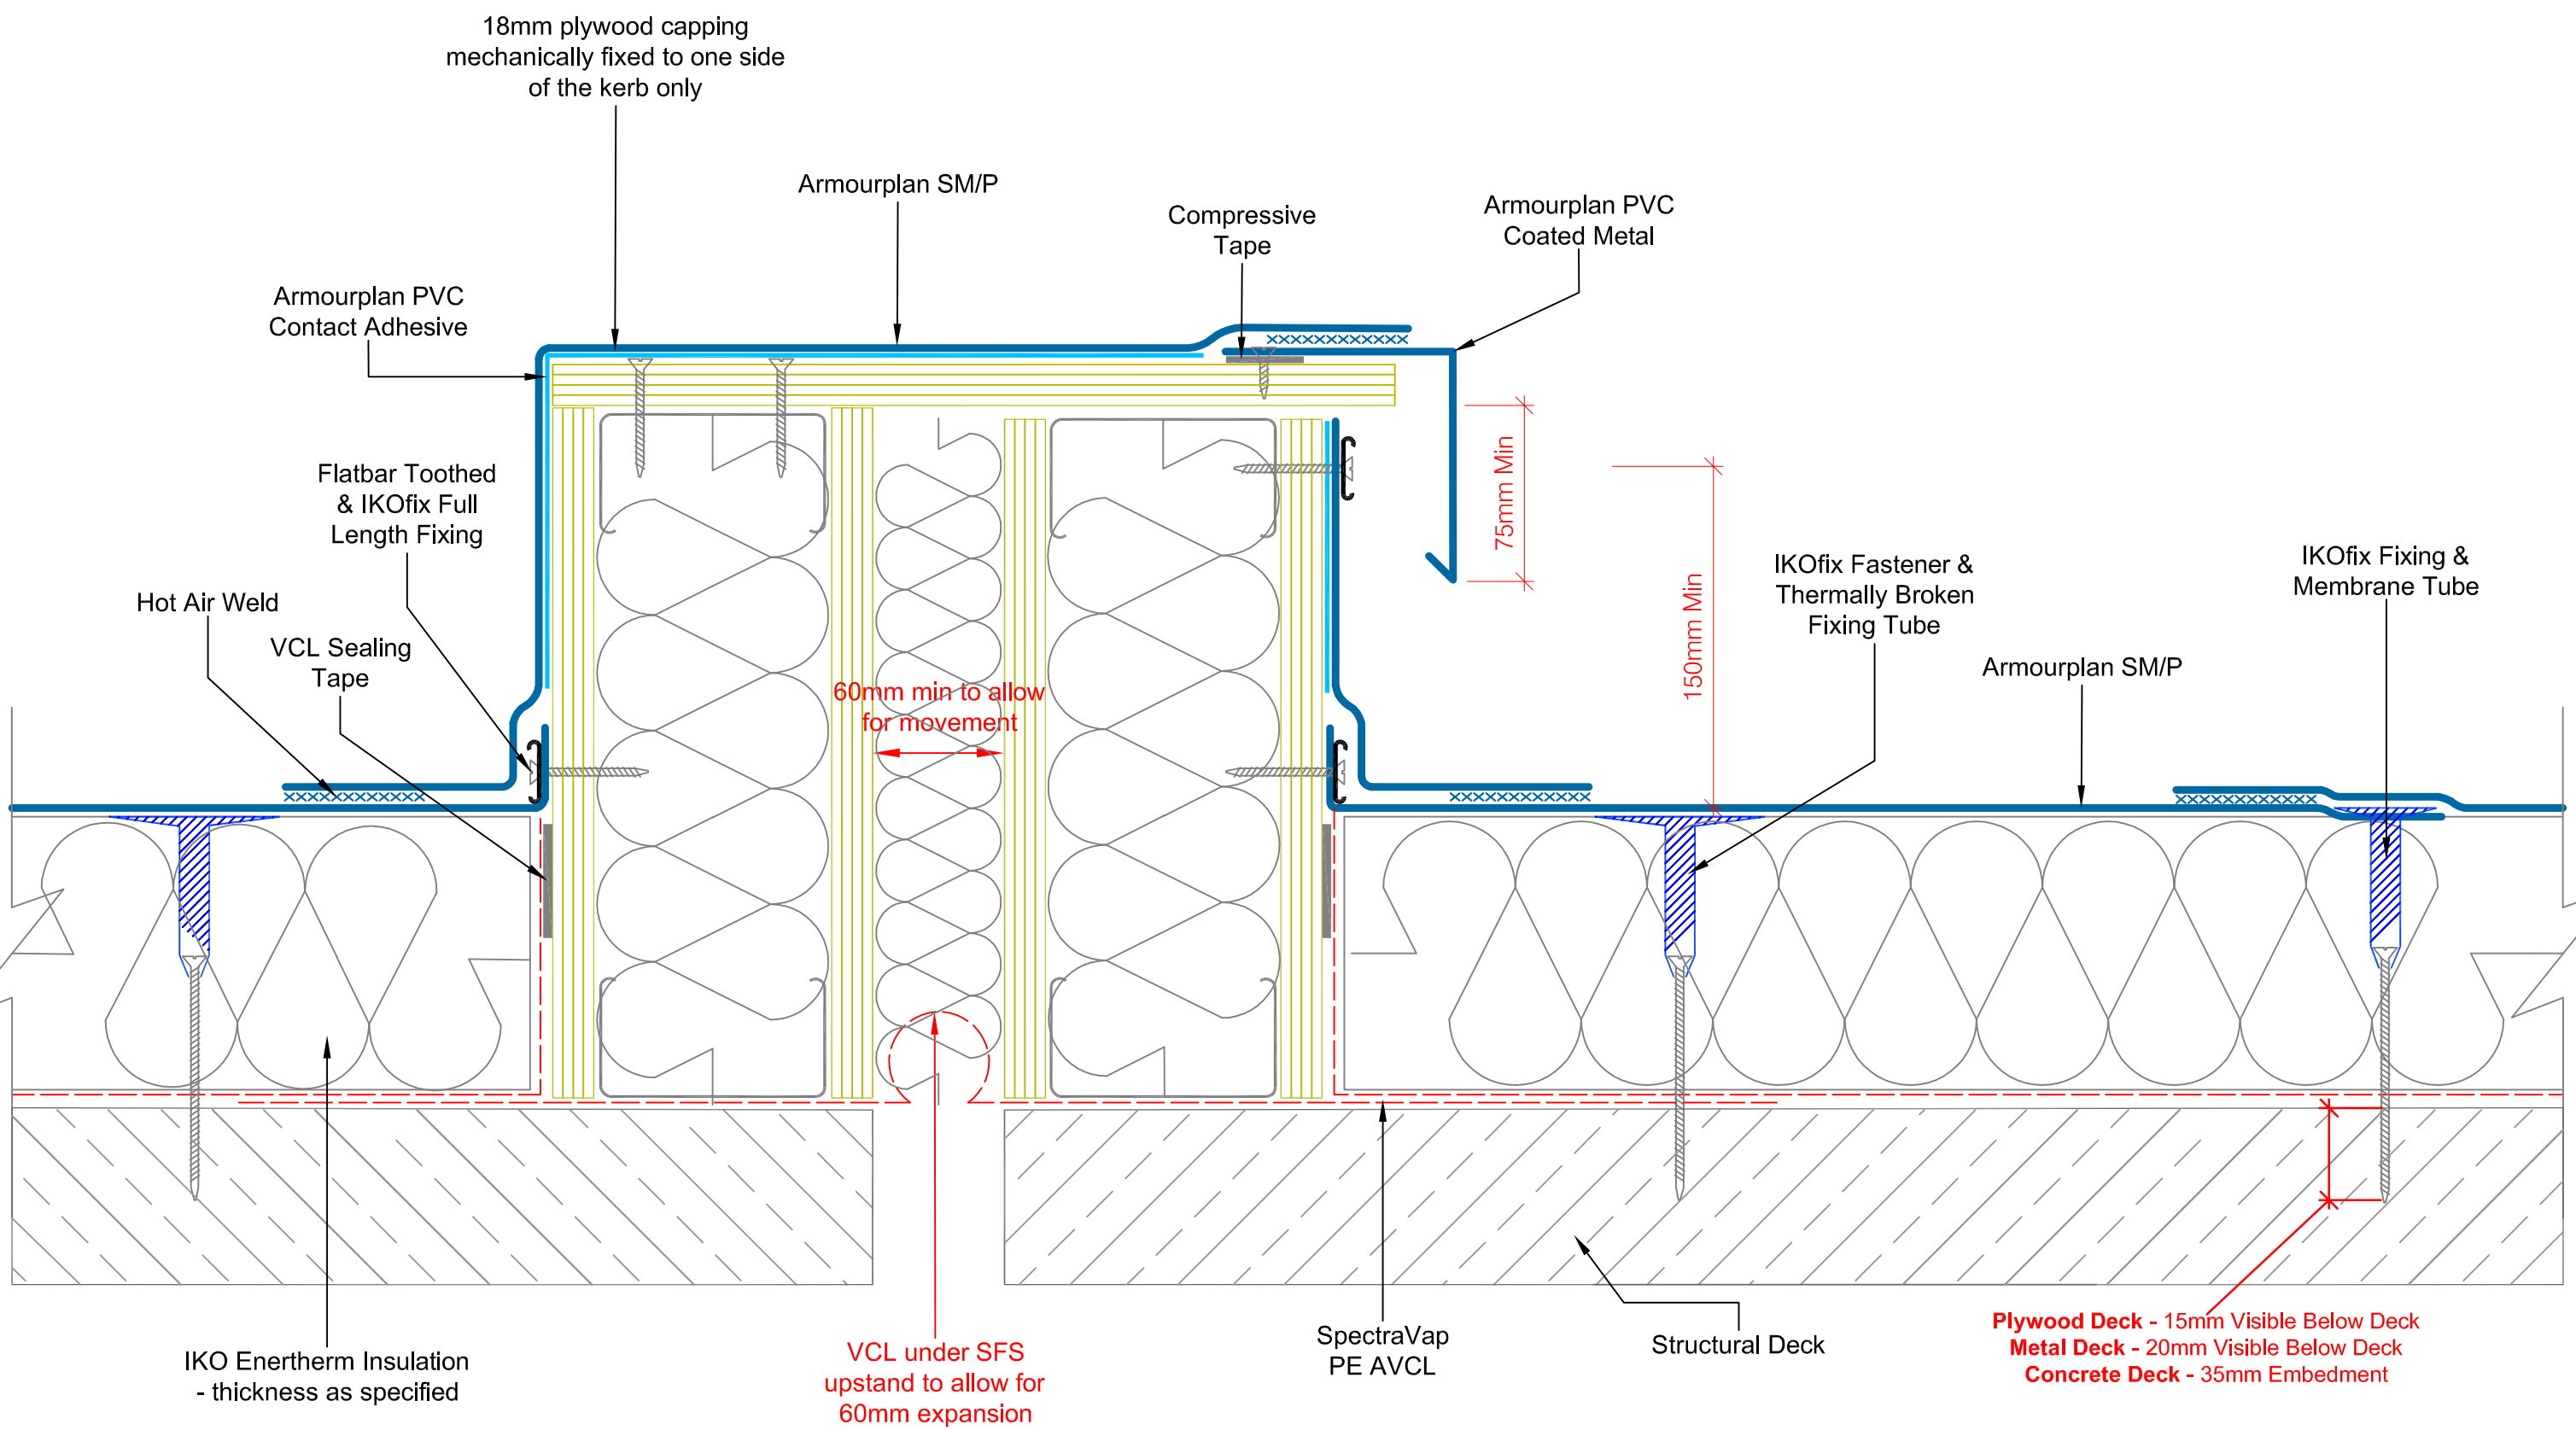 18mm plywood capping
mechanically fixed to one side
of the kerb only
Armourplan SM/P
Compressive
Tape
Armourplan PVC
Coated Metal
Armourplan PVC
Contact Adhesive
Flatbar Toothed
& IKOfix Full
Length Fixing
Hot Air Weld
VCL Sealing
Tape
60mm min to allow
for movement
75mm Min
150mm Min
IKOfix Fastener &
Thermally Broken
Fixing Tube
IKOfix Fixing &
Membrane Tube
Armourplan SM/P
IKO Enertherm Insulation
- thickness as specified
VCL under SFS
upstand to allow for
60mm expansion
SpectraVap
PE AVCL
Structural Deck
Plywood Deck - 15mm Visible Below Deck
Metal Deck - 20mm Visible Below Deck
Concrete Deck - 35mm Embedment